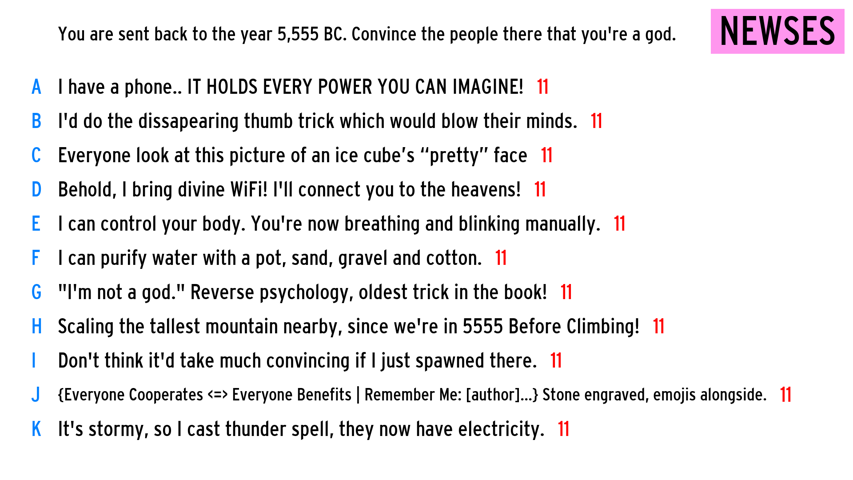 You are sent back to the year 5,555 BC. Convince the people there that you're a god.
NEWSES
A I have a phone.. IT HOLDS EVERY POWER YOU CAN IMAGINE! 11
B I'd do the dissapearing thumb trick which would blow their minds. 11
C Everyone look at this picture of an ice cube’s “pretty” face 11
D Behold, I bring divine WiFi! I'll connect you to the heavens! 11
E I can control your body. You're now breathing and blinking manually. 11
F I can purify water with a pot, sand, gravel and cotton. 11
G "I'm not a god." Reverse psychology, oldest trick in the book! 11
H Scaling the tallest mountain nearby, since we're in 5555 Before Climbing! 11
I Don't think it'd take much convincing if I just spawned there. 11
J {Everyone Cooperates <=> Everyone Benefits | Remember Me: [author]...} Stone engraved, emojis alongside. 11
K It's stormy, so I cast thunder spell, they now have electricity. 11